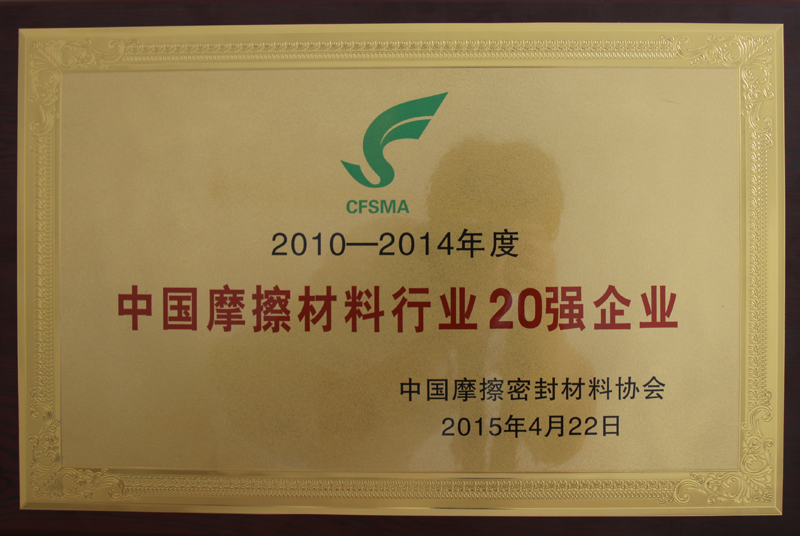 CFSMA
2010—2014年度
中国摩擦材料行业20强企业
中国摩擦密封材料协会
2015年4月22日